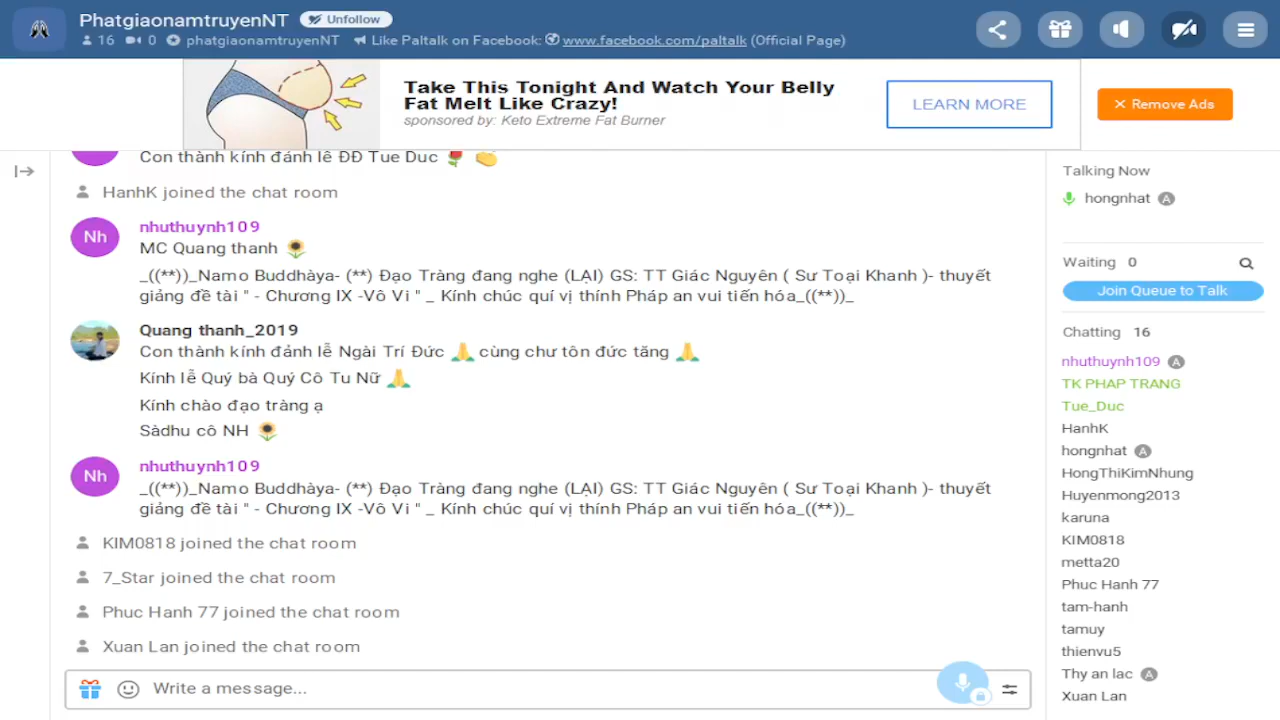 PhatgiaonamtruyenNT Unfollow
16 0 phatgiaonamtruyenNT Like Paltalk on Facebook: www.facebook.com/paltalk (Official Page)
Take This Tonight And Watch Your Belly
Fat Melt Like Crazy!
sponsored by: Keto Extreme Fat Burner
LEARN MORE
× Remove Ads
Con thành kính đảnh lễ ĐĐ Tue Duc
HanhK joined the chat room
Nh
nhuthuynh109
MC Quang thanh
_((**))_Namo Buddhàya- (**) Đạo Tràng đang nghe (LẠI) GS: TT Giác Nguyên ( Sư Toại Khanh )- thuyết
giảng đề tài " - Chương IX -Vô Vi " _ Kính chúc quí vị thính Pháp an vui tiến hóa_((**))_
Quang thanh_2019
Con thành kính đảnh lễ Ngài Trí Đức 🙏 cùng chư tôn đức tăng 🙏
Kính lễ Quý bà Quý Cô Tu Nữ 🙏
Kính chào đạo tràng ạ
Sàdhu cô NH
Nh
nhuthuynh109
_((**))_Namo Buddhàya- (**) Đạo Tràng đang nghe (LẠI) GS: TT Giác Nguyên ( Sư Toại Khanh )- thuyết
giảng đề tài " - Chương IX -Vô Vi " _ Kính chúc quí vị thính Pháp an vui tiến hóa_((**))_
KIM0818 joined the chat room
7_Star joined the chat room
Phuc Hanh 77 joined the chat room
Xuan Lan joined the chat room
Write a message...
Talking Now
hongnhat A
Waiting 0
Join Queue to Talk
Chatting 16
nhuthuynh109 A
TK PHAP TRANG
Tue_Duc
HanhK
hongnhat A
HongThiKimNhung
Huyenmong2013
karuna
KIM0818
metta20
Phuc Hanh 77
tam-hanh
tamuy
thienvu5
Thy an lac A
Xuan Lan